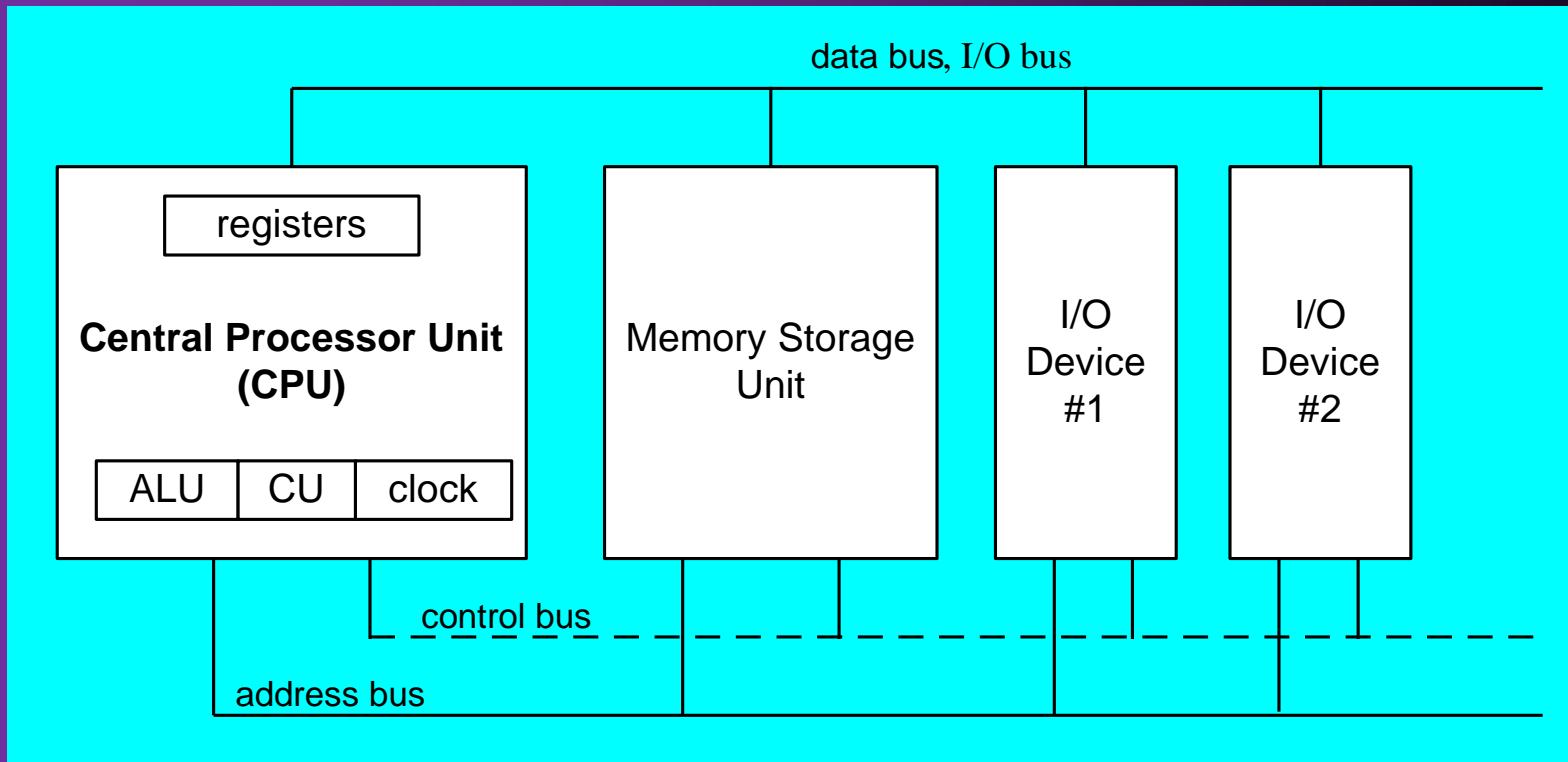 data bus, I/O bus
registers
Central Processor Unit
(CPU)
ALU CU clock
Memory Storage
Unit
I/O
Device
#1
I/O
Device
#2
control bus
address bus